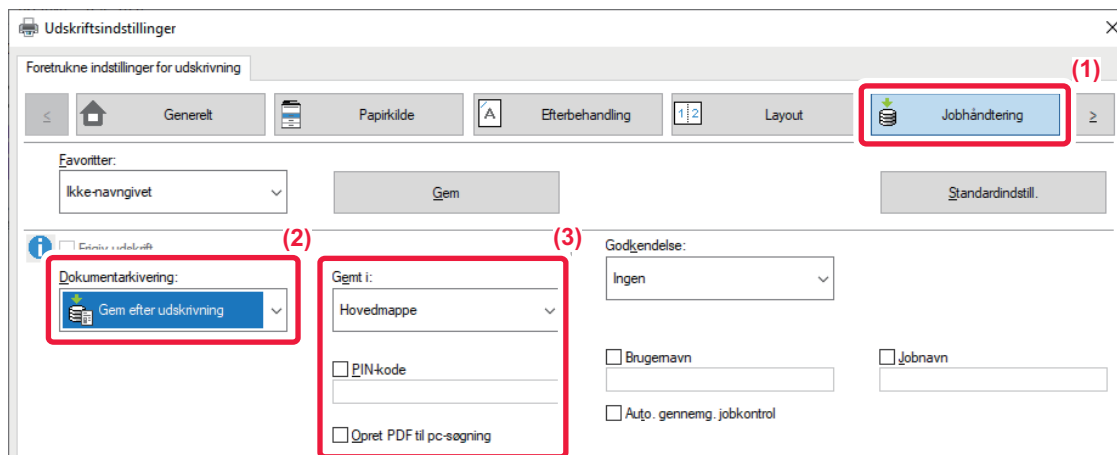 Udskriftsindstillinger
Foretrukne indstillinger for udskrivning
(1)
<
Generelt
Papirkilde
Efterbehandling
Layout
Jobhåndtering
>
Favoritter:
Ikke-navngivet
Gem
Standardindstill.
Frigiv udskrift
(2)
(3)
Dokumentarkivering:
Gem efter udskrivning
Gemt i:
Hovedmappe
PIN-kode
Opret PDF til pc-søgning
Godkendelse:
Ingen
Brugernavn
Jobnavn
Auto. gennemg. jobkontrol